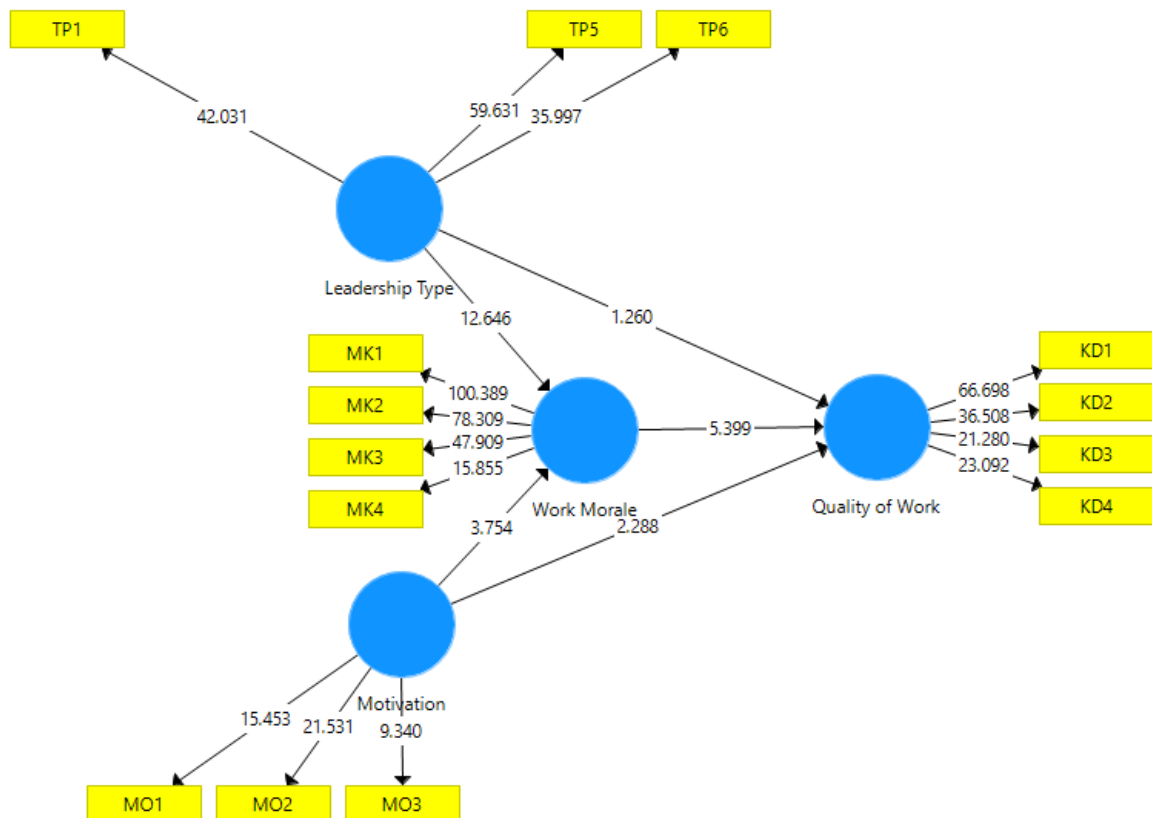 TP1
TP5
TP6
42.031
59.631
35.997
Leadership Type
12.646
1.260
MK1
MK2
MK3
MK4
100.389
78.309
47.909
15.855
Work Morale
5.399
KD1
KD2
KD3
KD4
66.698
36.508
21.280
23.092
Quality of Work
3.754
2.288
Motivation
15.453
21.531
9.340
MO1
MO2
MO3